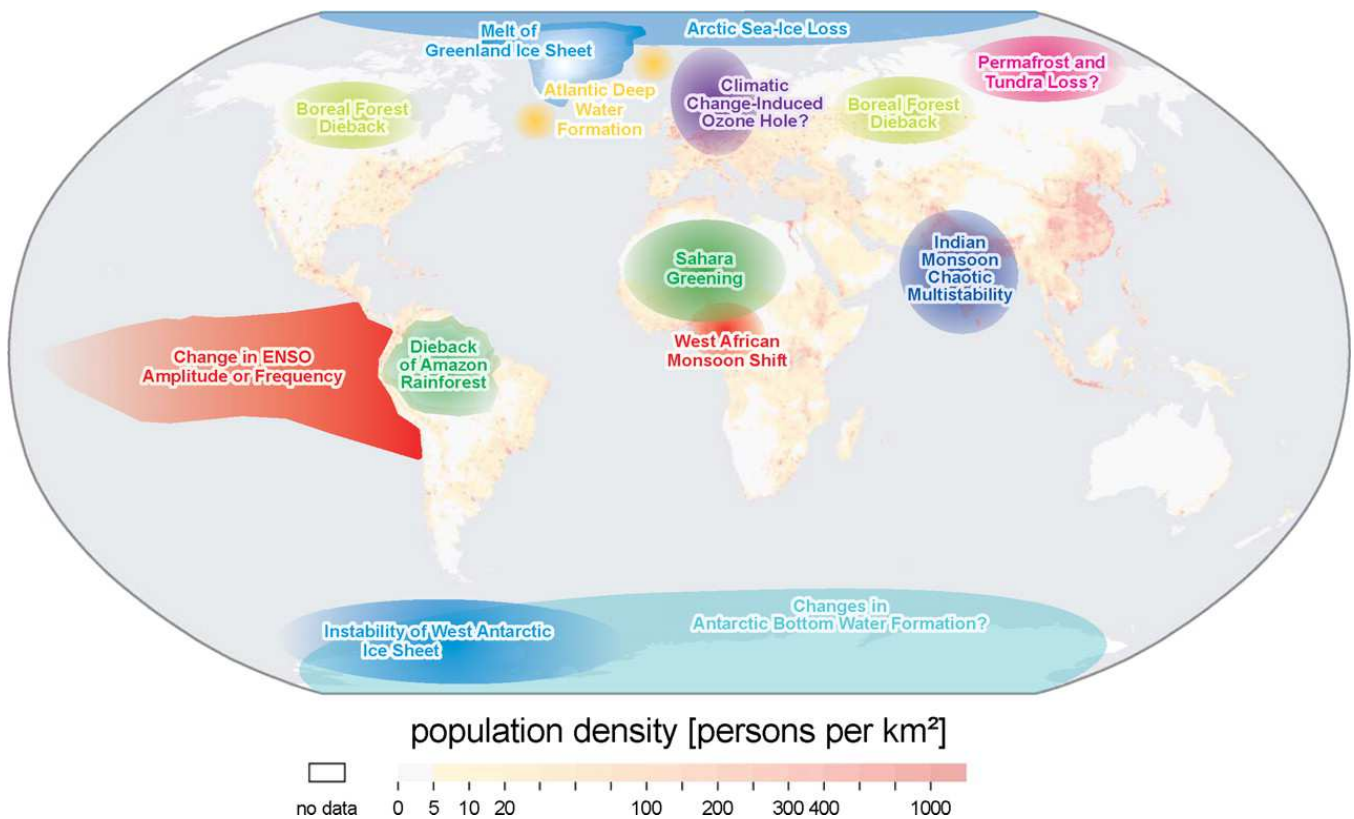 Melt of
Greenland Ice Sheet
Arctic Sea-Ice Loss
Permafrost and
Tundra Loss?
Atlantic Deep
Water
Formation
Climatic
Change-Induced
Ozone Hole?
Boreal Forest
Dieback
Boreal Forest
Dieback
Sahara
Greening
Indian
Monsoon
Chaotic
Multistability
West African
Monsoon Shift
Change in ENSO
Amplitude or Frequency
Dieback
of Amazon
Rainforest
Instability of West Antarctic
Ice Sheet
Changes in
Antarctic Bottom Water Formation?
population density [persons per km²]
no data 0 5 10 20 100 200 300 400 1000